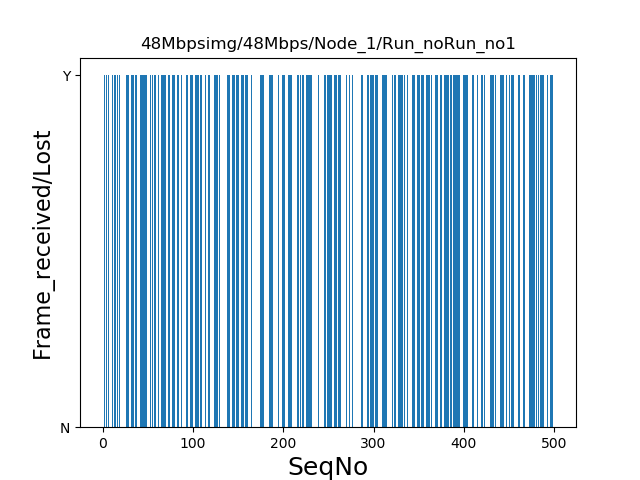 48Mbpsimg/48Mbps/Node_1/Run_noRun_no1
Y
Frame_received/Lost
N
0 100 200 300 400 500
SeqNo